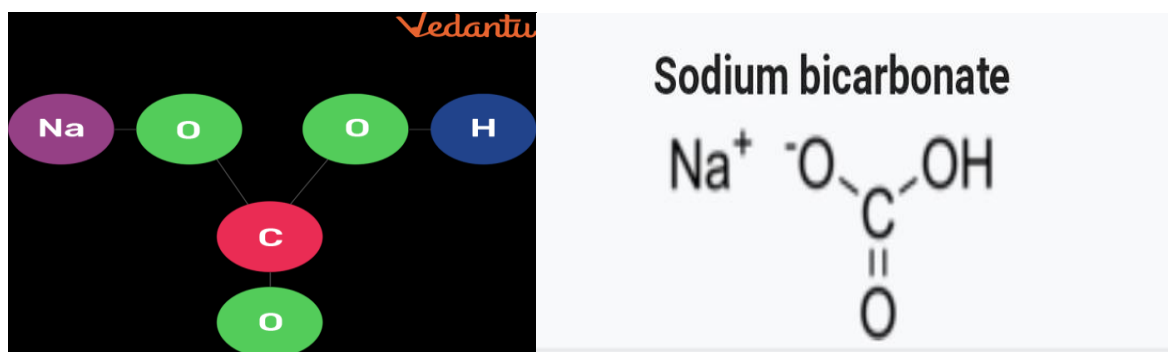 Vedantu
Na O O H
C
O
Sodium bicarbonate
Na⁺ ⁻O OH
C
O